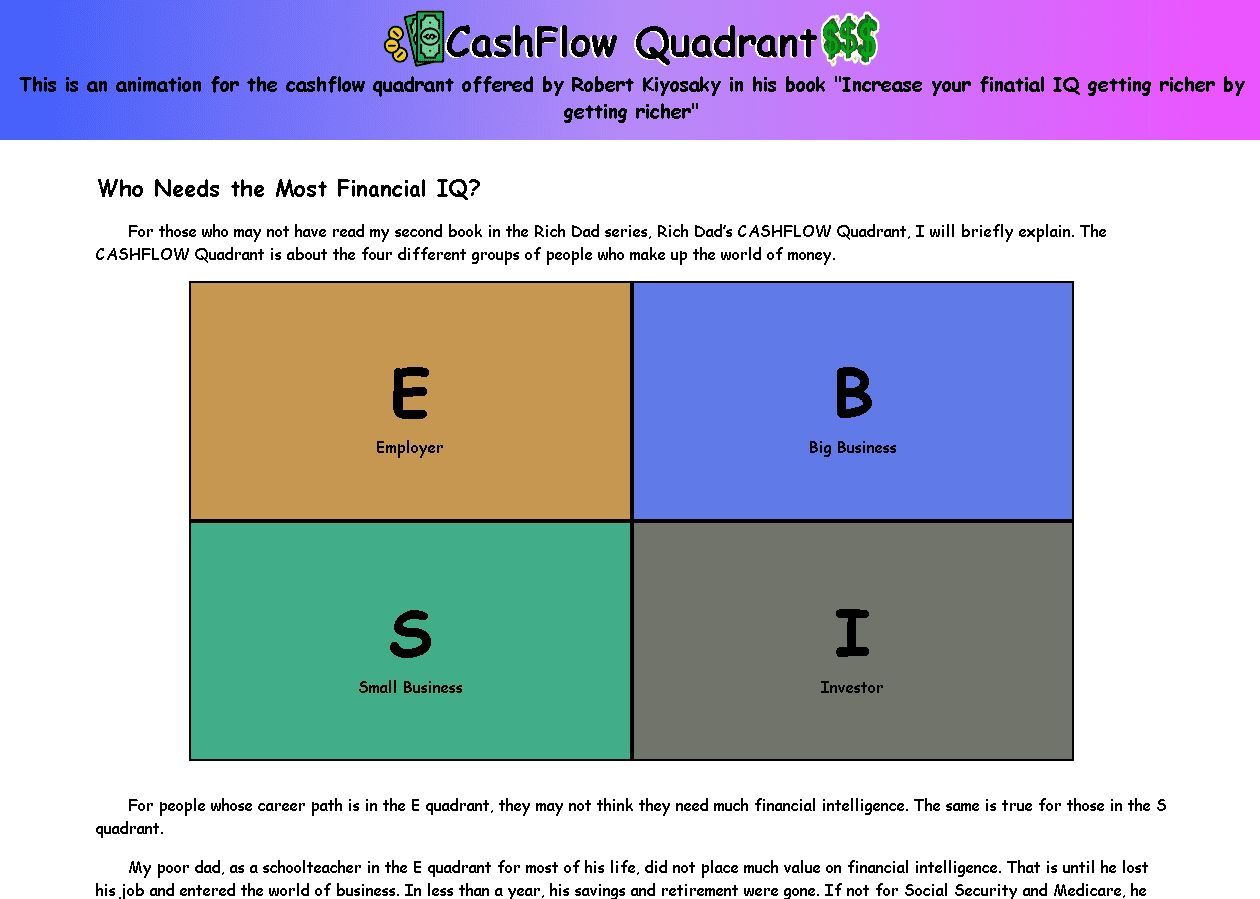 CashFlow Quadrant
This is an animation for the cashflow quadrant offered by Robert Kiyosaky in his book "Increase your finatial IQ getting richer by
getting richer"
Who Needs the Most Financial IQ?
For those who may not have read my second book in the Rich Dad series, Rich Dad’s CASHFLOW Quadrant, I will briefly explain. The
CASHFLOW Quadrant is about the four different groups of people who make up the world of money.
E
Employer
B
Big Business
S
Small Business
I
Investor
For people whose career path is in the E quadrant, they may not think they need much financial intelligence. The same is true for those in the S
quadrant.
My poor dad, as a schoolteacher in the E quadrant for most of his life, did not place much value on financial intelligence. That is until he lost
his job and entered the world of business. In less than a year, his savings and retirement were gone. If not for Social Security and Medicare, he